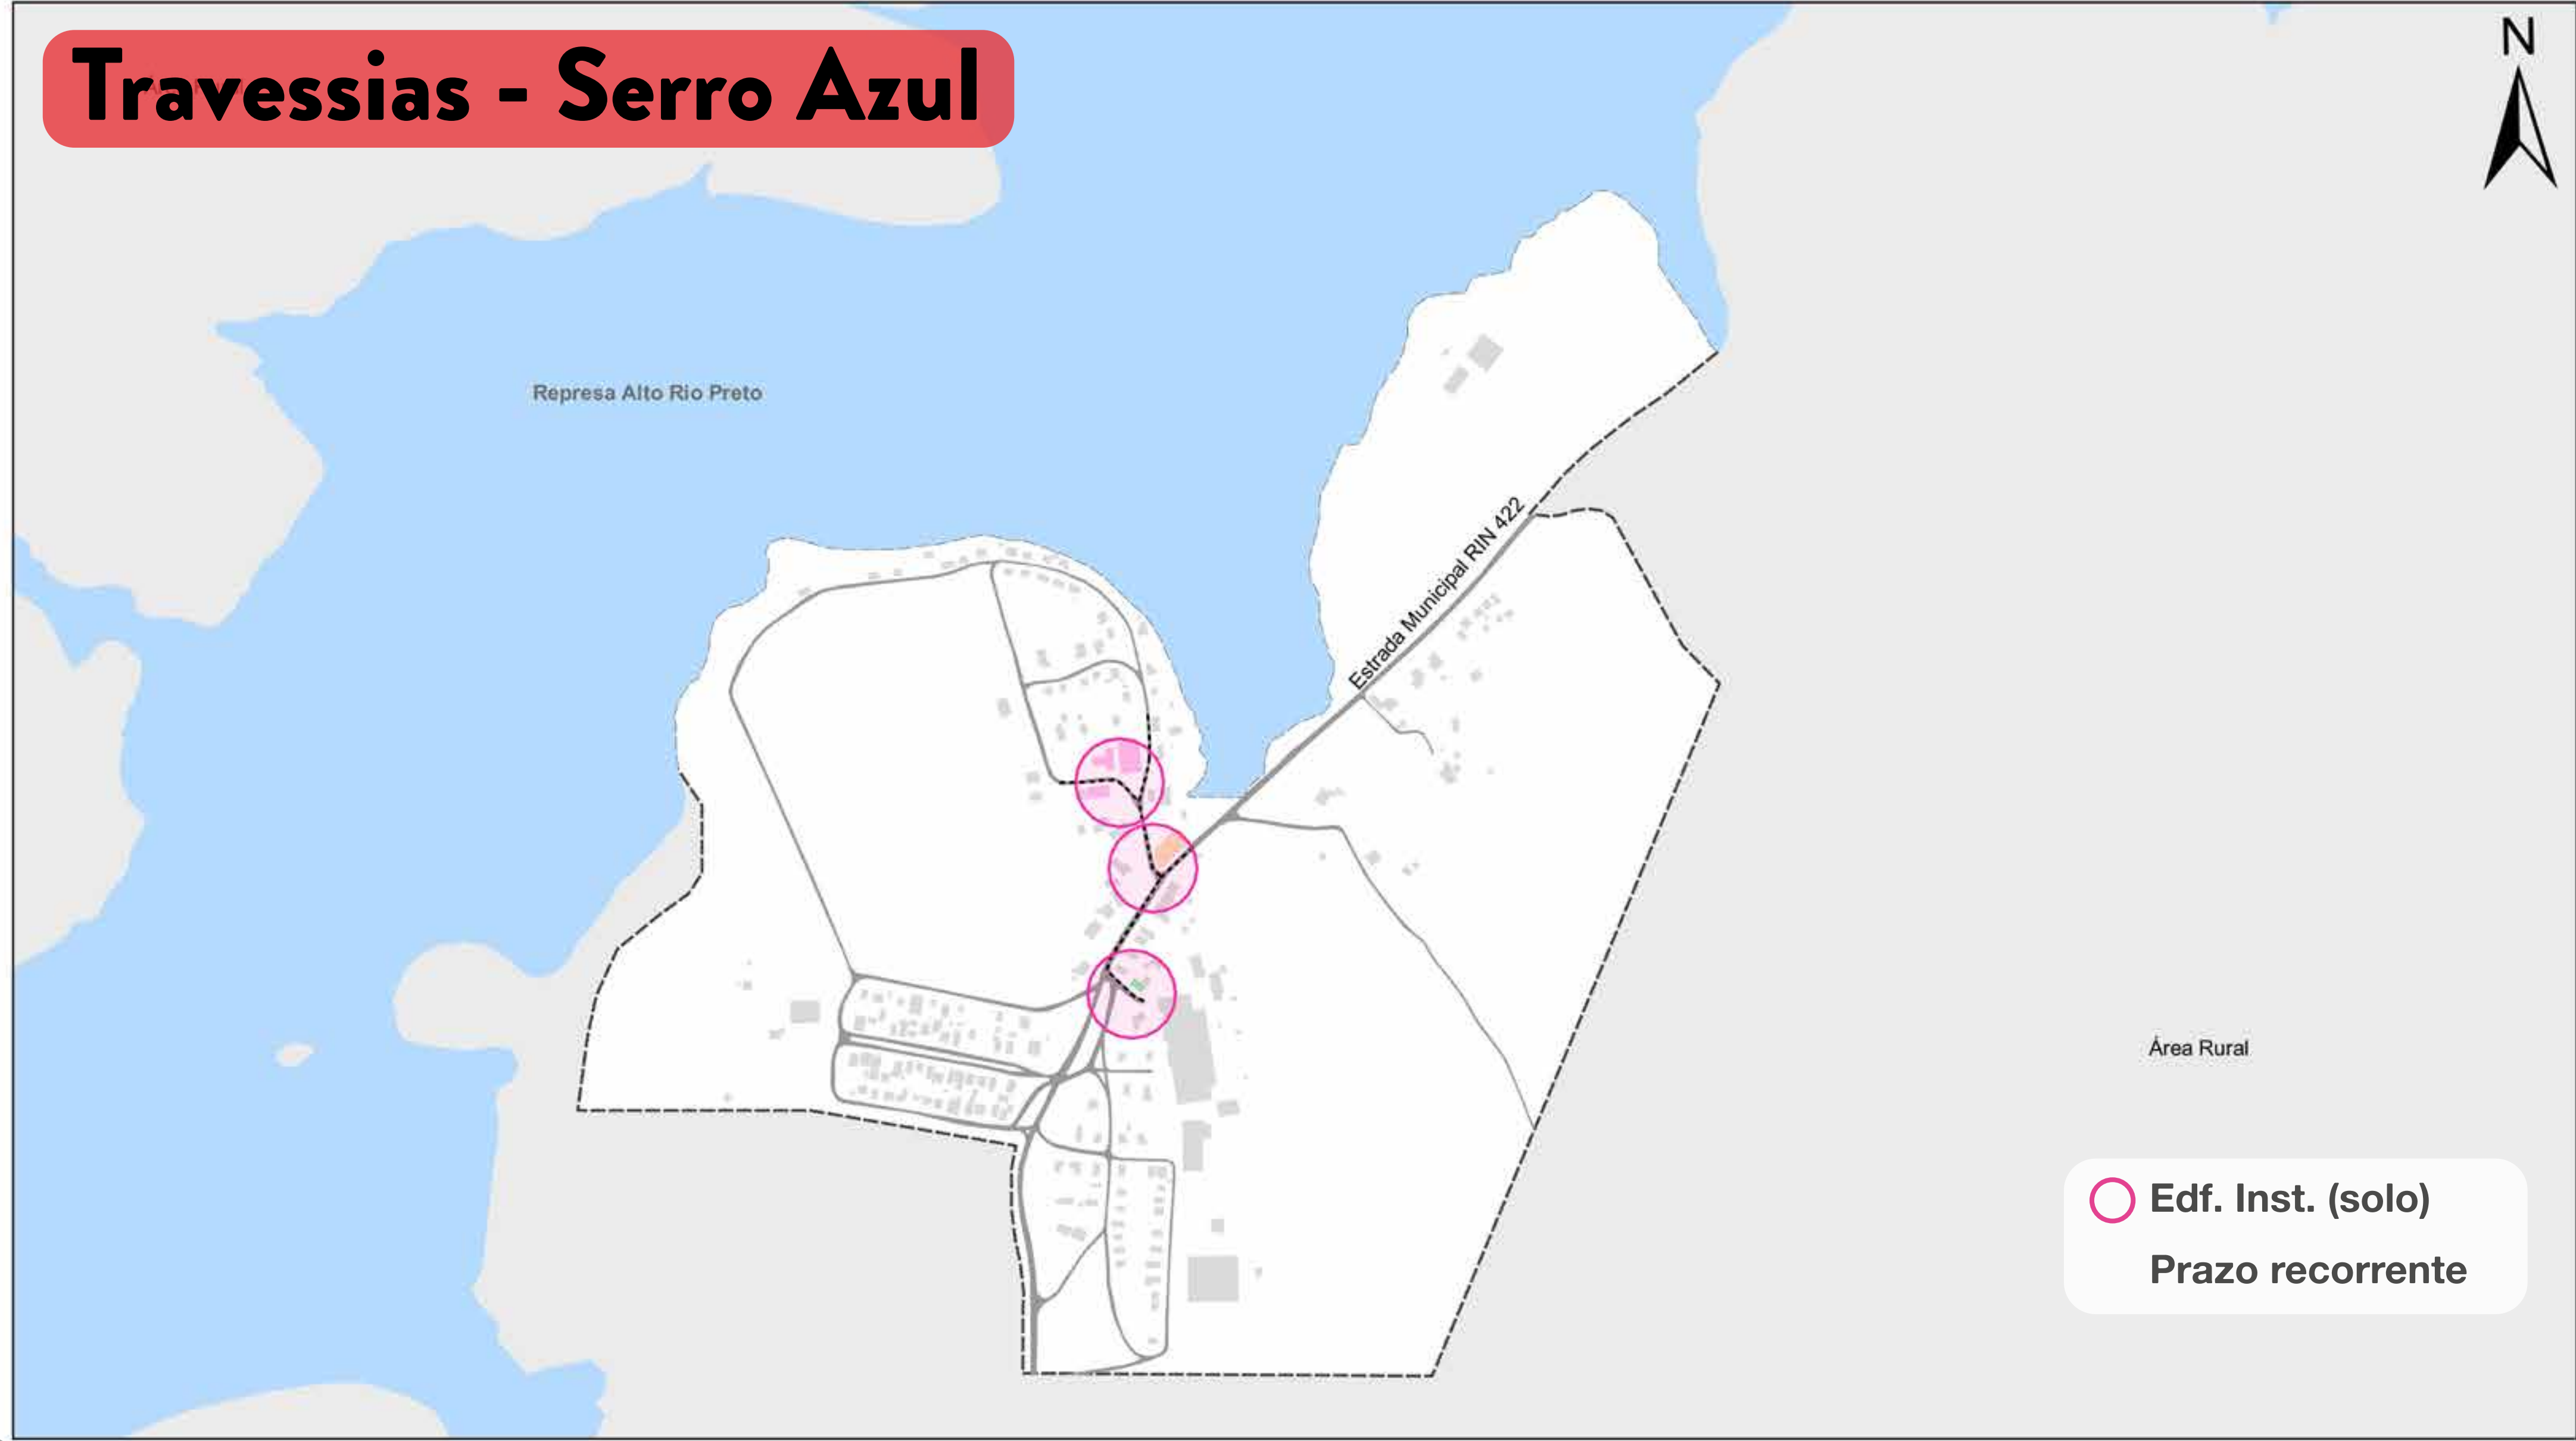 Travessias - Serro Azul
N
Represa Alto Rio Preto
Estrada Municipal RIN 422
Área Rural
Edf. Inst. (solo)
Prazo recorrente